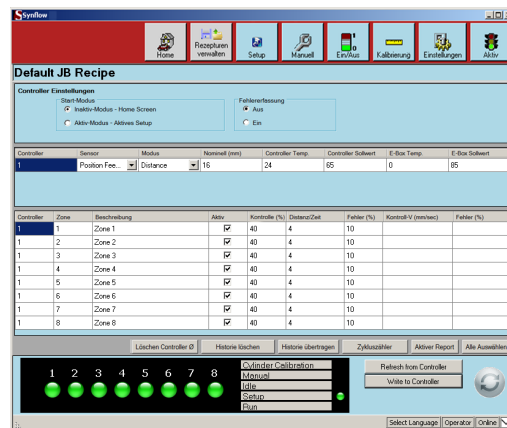 Synflow
Home
Rezepturen verwalten
Setup
Manuell
Ein/Aus
Kalibrierung
Einstellungen
Aktiv
Default JB Recipe
Controller Einstellungen
Start-Modus
Inaktiv-Modus - Home Screen
Aktiv-Modus - Aktives Setup
Fehlererfassung
Aus
Ein
Controller Sensor Modus Nominell (mm) Controller Temp. Controller Sollwert E-Box Temp. E-Box Sollwert
1 Position Fee... Distance 16 24 65 0 85
Controller Zone Beschreibung Aktiv Kontrolle (%) Distanz/Zeit Fehler (%) Kontroll-V (mm/sec) Fehler (%)
1 1 Zone 1 40 4 10
1 2 Zone 2 40 4 10
1 3 Zone 3 40 4 10
1 4 Zone 4 40 4 10
1 5 Zone 5 40 4 10
1 6 Zone 6 40 4 10
1 7 Zone 7 40 4 10
1 8 Zone 8 40 4 10
Löschen Controller Ø Historie löschen Historie übertragen Zykluszähler Aktiver Report Alle Auswählen
1 2 3 4 5 6 7 8
Cylinder Calibration
Manual
Idle
Setup
Run
Refresh from Controller
Write to Controller
Select Language Operator Online